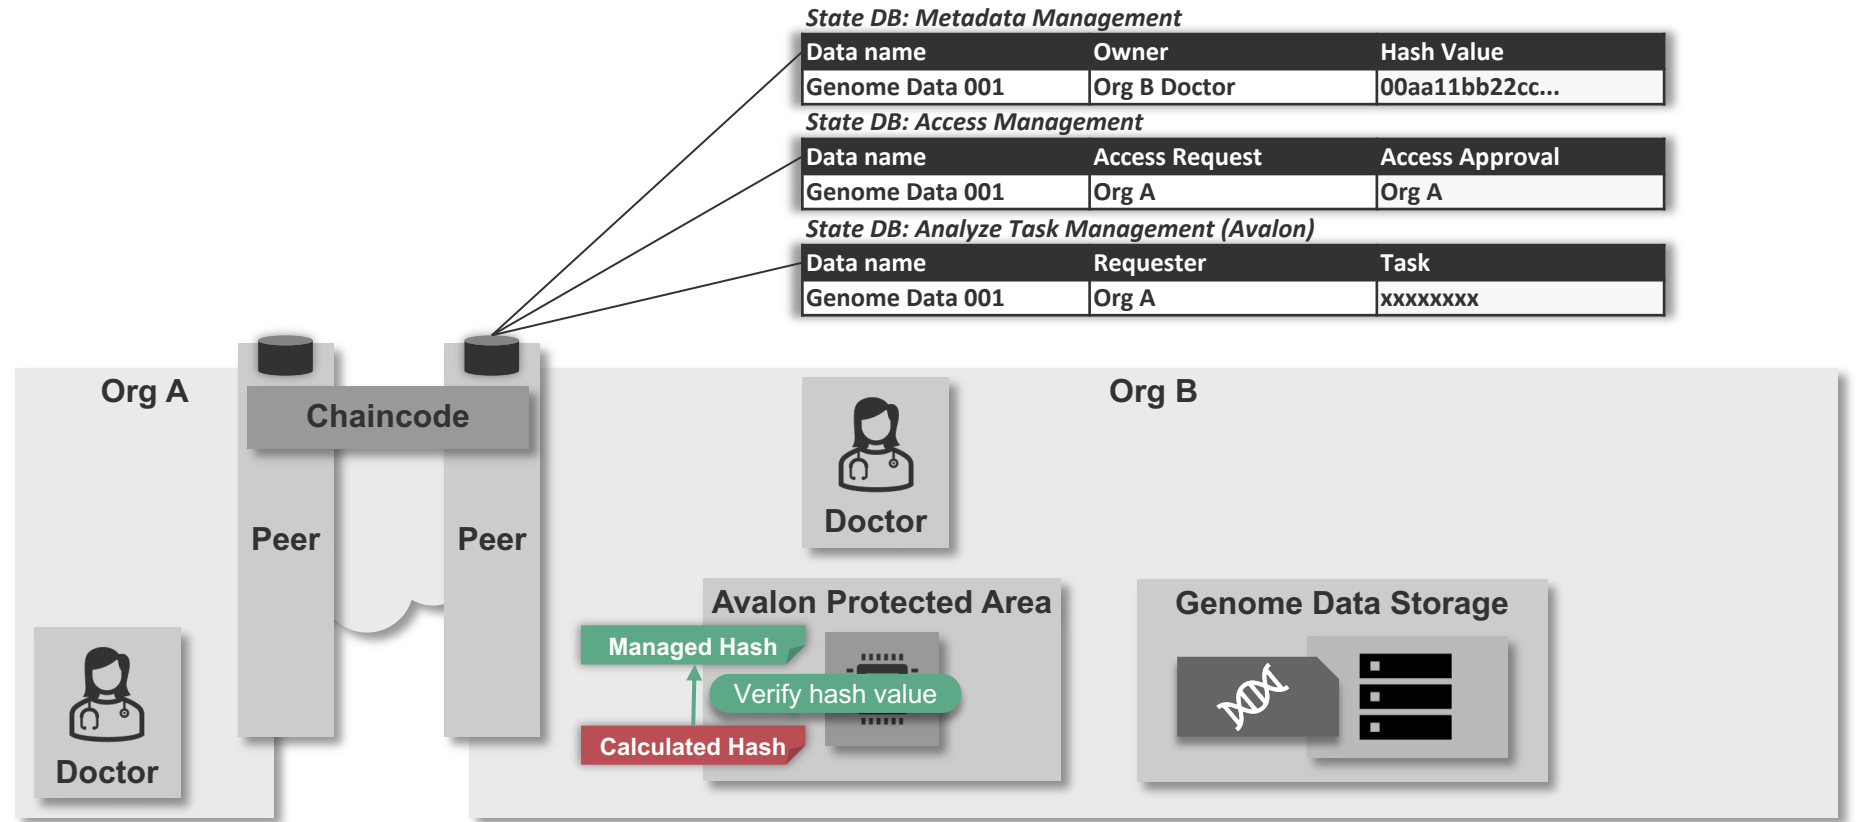 State DB: Metadata Management
Data name Owner Hash Value
Genome Data 001 Org B Doctor 00aa11bb22cc...
State DB: Access Management
Data name Access Request Access Approval
Genome Data 001 Org A Org A
State DB: Analyze Task Management (Avalon)
Data name Requester Task
Genome Data 001 Org A xxxxxxxx
Org A
Chaincode
Org B
Peer
Peer
Doctor
Avalon Protected Area
Genome Data Storage
Managed Hash
Verify hash value
Calculated Hash
Doctor